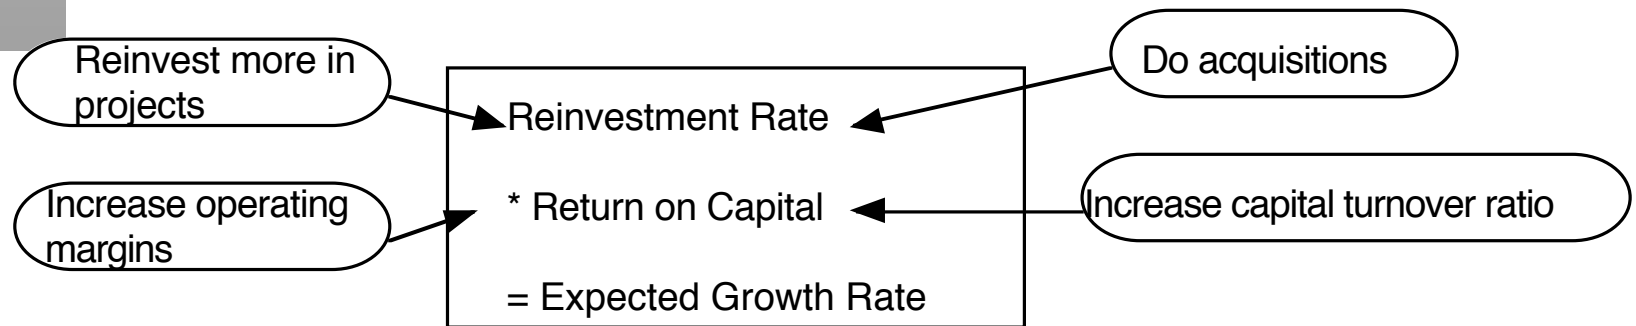 Reinvest more in
projects
Do acquisitions
Reinvestment Rate
Increase operating
margins
* Return on Capital
Increase capital turnover ratio
= Expected Growth Rate